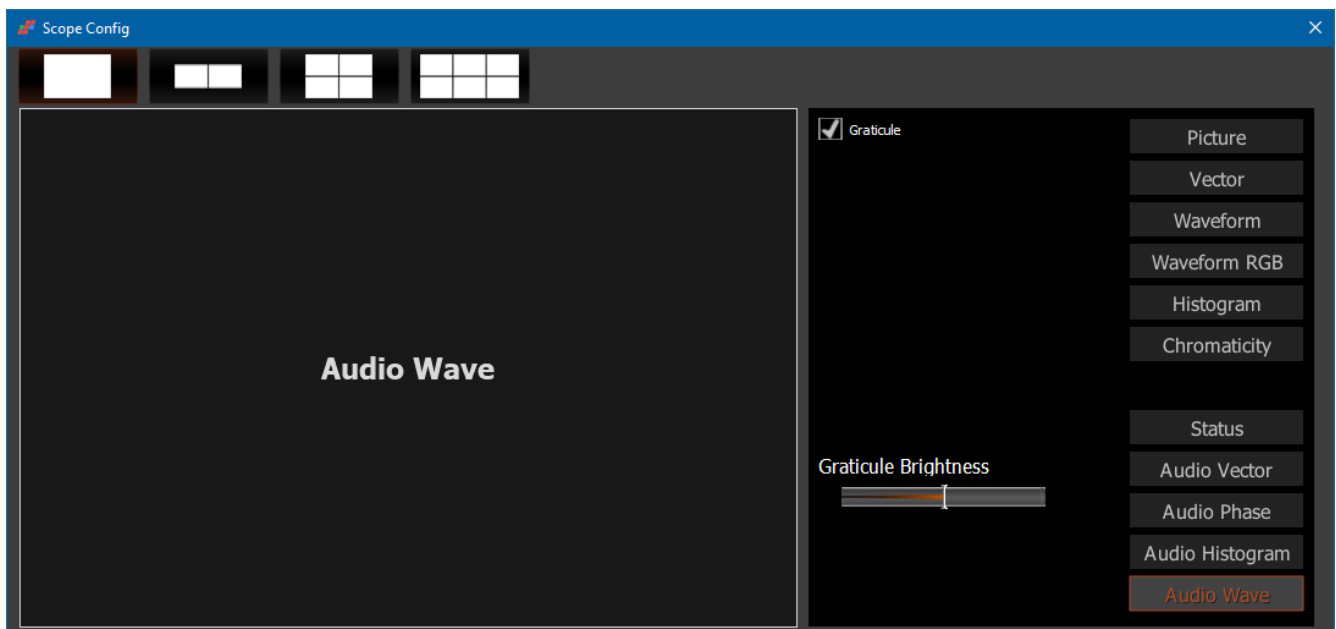 Scope Config
Graticule
Picture
Vector
Waveform
Waveform RGB
Histogram
Chromaticity
Audio Wave
Status
Graticule Brightness
Audio Vector
Audio Phase
Audio Histogram
Audio Wave